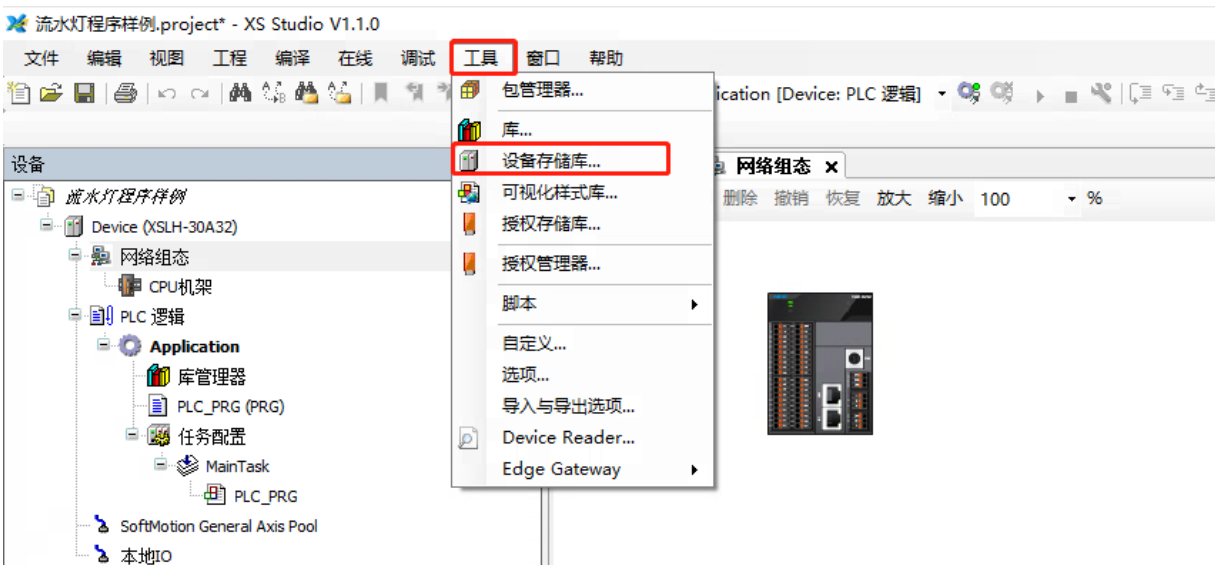 流水灯程序样例.project* - XS Studio V1.1.0
文件 编辑 视图 工程 编译 在线 调试 工具 窗口 帮助
包管理器...
ication [Device: PLC 逻辑]
库...
设备
设备存储库...
网络组态
流水灯程序样例
可视化样式库...
删除 撤销 恢复 放大 缩小 100 %
Device (XSLH-30A32)
授权存储库...
网络组态
授权管理器...
CPU机架
脚本
PLC 逻辑
Application
自定义...
库管理器
选项...
PLC_PRG (PRG)
导入与导出选项...
任务配置
Device Reader...
MainTask
Edge Gateway
PLC_PRG
SoftMotion General Axis Pool
本地IO